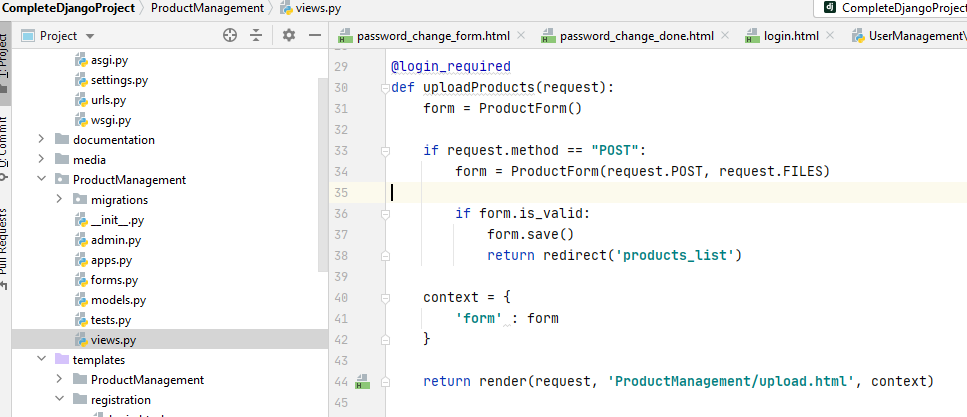 CompleteDjangoProject ProductManagement views.py CompleteDjangoProject
Project password_change_form.html password_change_done.html login.html UserManagement\
1: Project
0: Commit
Pull Requests
asgi.py
settings.py
urls.py
wsgi.py
documentation
media
ProductManagement
migrations
__init__.py
admin.py
apps.py
forms.py
models.py
tests.py
views.py
templates
ProductManagement
registration
29 @login_required
30 def uploadProducts(request):
31 form = ProductForm()
32
33 if request.method == "POST":
34 form = ProductForm(request.POST, request.FILES)
35
36 if form.is_valid:
37 form.save()
38 return redirect('products_list')
39
40 context = {
41 'form' : form
42 }
43
44 return render(request, 'ProductManagement/upload.html', context)
45